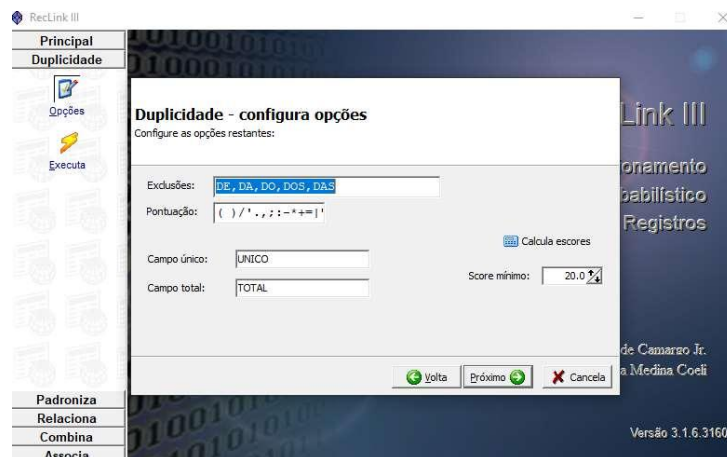 RecLink III
Principal
Duplicidade
Opções
Executa
Duplicidade - configura opções
Configure as opções restantes:
Exclusões: DE,DA,DO,DOS,DAS
Pontuação: ( )/'.,;:-*+=|'
Calcula escores
Campo único: UNICO
Score mínimo: 20.0
Campo total: TOTAL
Volta
Próximo
Cancela
Link III
onamento
babilístico
Registros
de Camargo Jr.
a Medina Coeli
Padroniza
Relaciona
Combina
Associa
Versão 3.1.6.3160